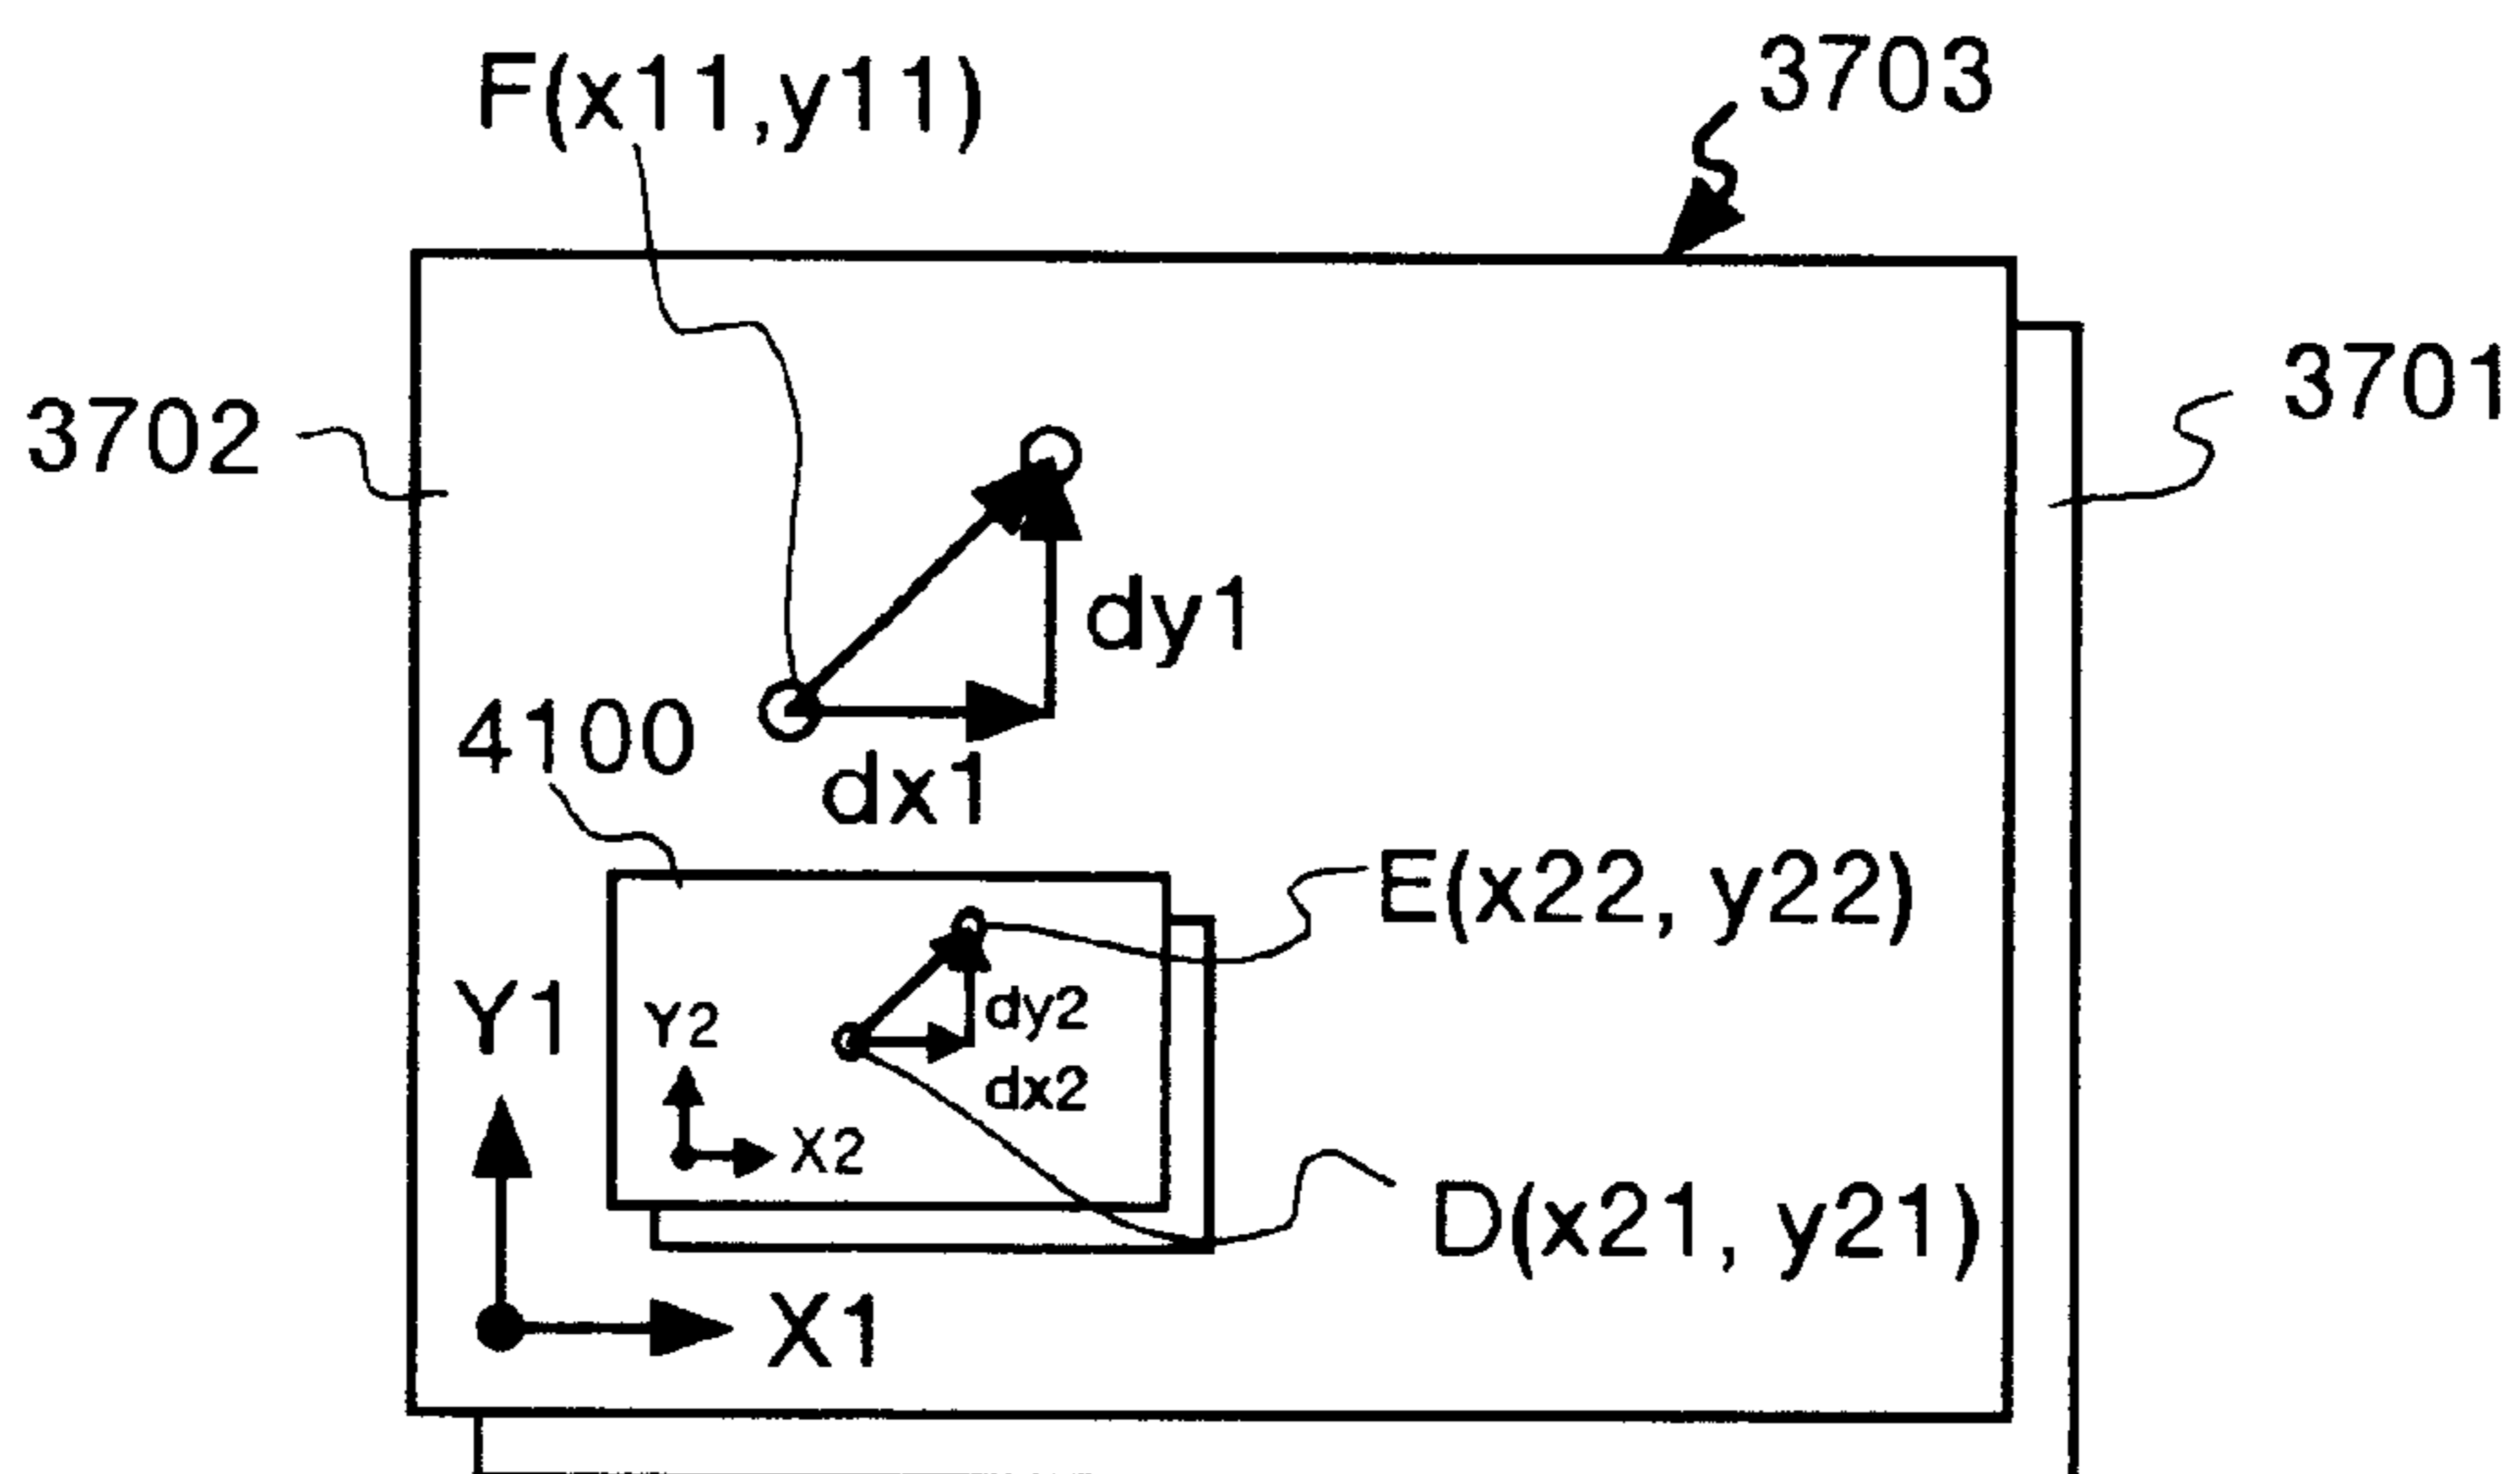 3703
F(x11,y11)
3701
3702
dy1
4100
dx1
E(x22, y22)
Y1
Y2
dy2
dx2
X2
D(x21, y21)
X1